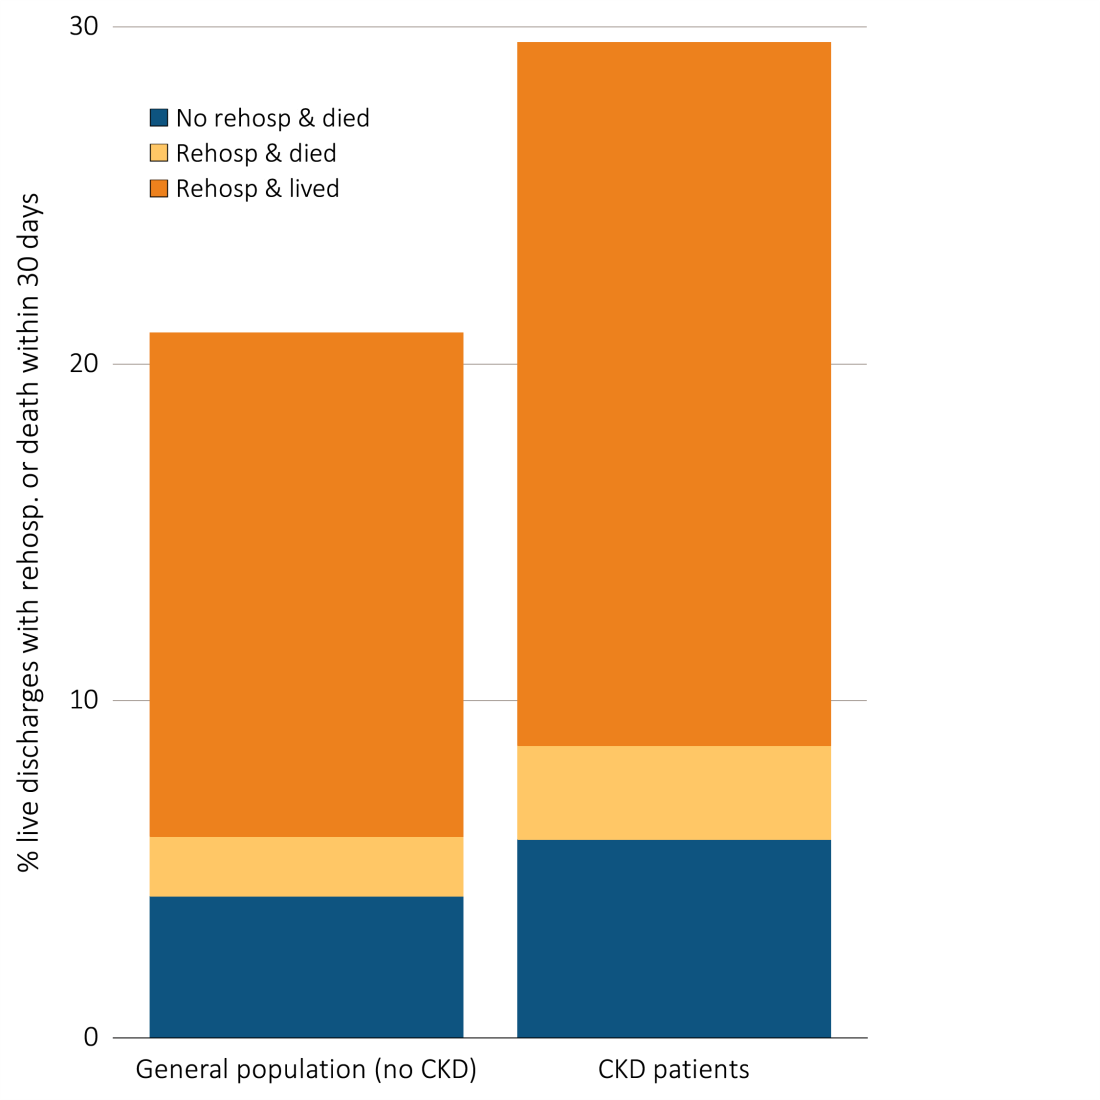 30
No rehosp & died
Rehosp & died
Rehosp & lived
% live discharges with rehosp. or death within 30 days
20
10
0
General population (no CKD)
CKD patients